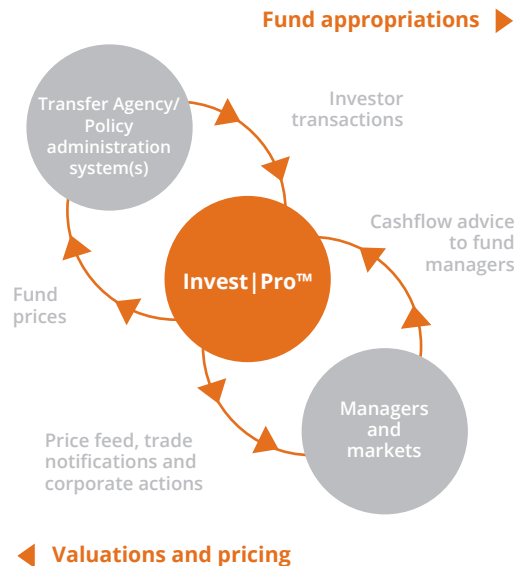 Fund appropriations
Transfer Agency/
Policy
administration
system(s)
Investor
transactions
Cashflow advice
to fund
managers
Invest|Pro™
Fund
prices
Managers
and
markets
Price feed, trade
notifications and
corporate actions
Valuations and pricing